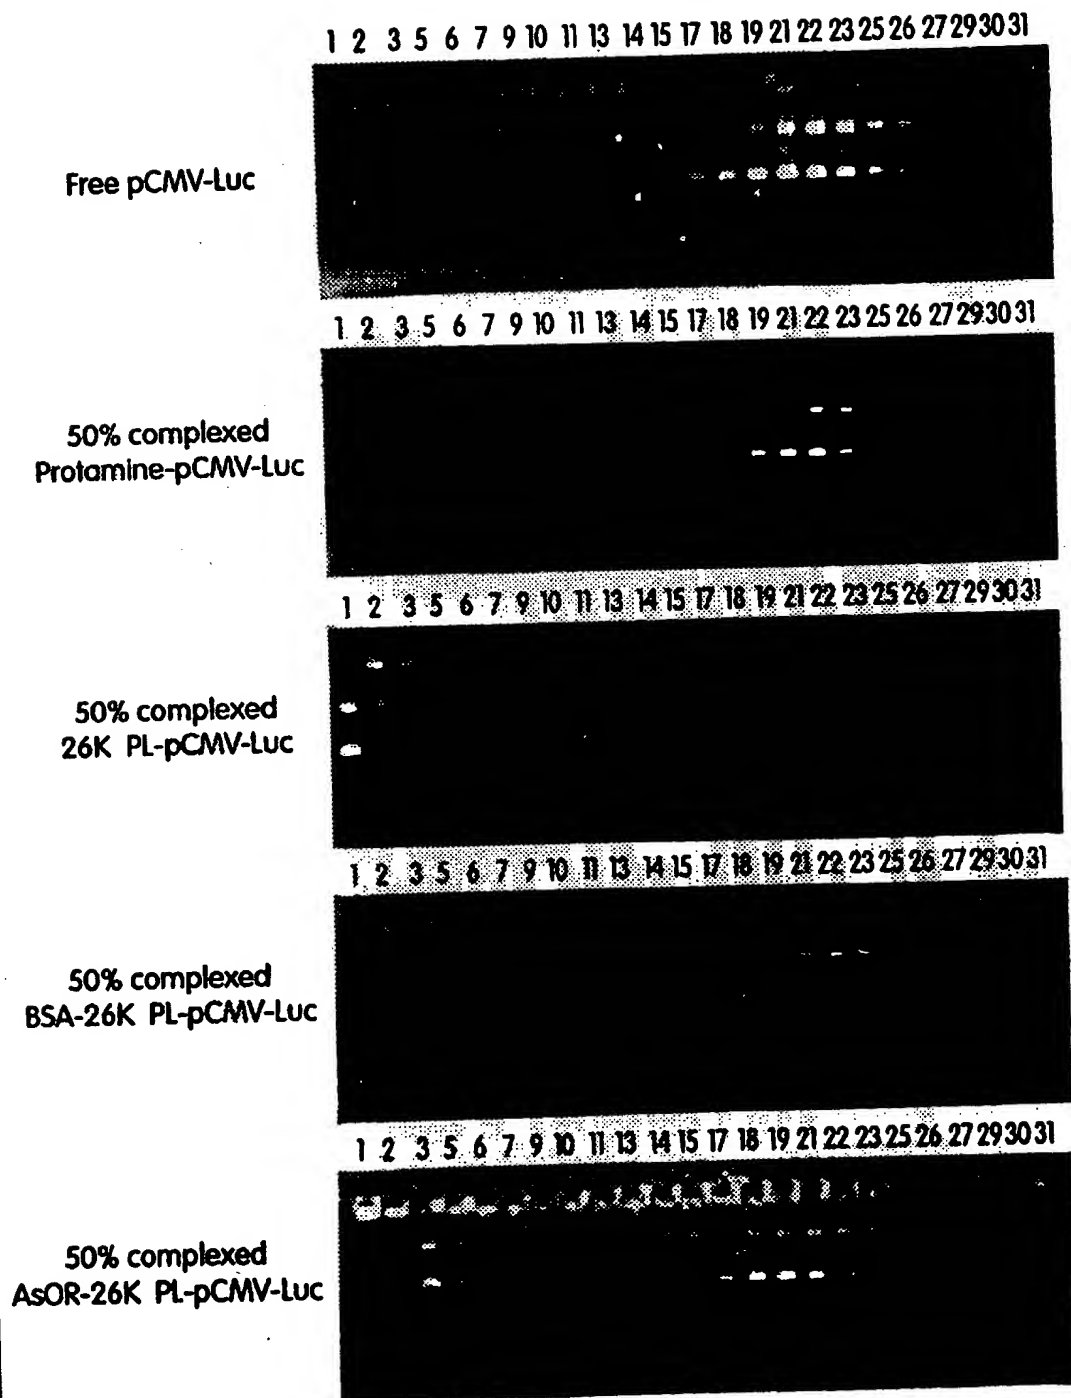 1 2 3 5 6 7 9 10 11 13 14 15 17 18 19 21 22 23 25 26 27 29 30 31
Free pCMV-Luc
1 2 3 5 6 7 9 10 11 13 14 15 17 18 19 21 22 23 25 26 27 29 30 31
50% complexed
Protamine-pCMV-Luc
1 2 3 5 6 7 9 10 11 13 14 15 17 18 19 21 22 23 25 26 27 29 30 31
50% complexed
26K PL-pCMV-Luc
1 2 3 5 6 7 9 10 11 13 14 15 17 18 19 21 22 23 25 26 27 29 30 31
50% complexed
BSA-26K PL-pCMV-Luc
1 2 3 5 6 7 9 10 11 13 14 15 17 18 19 21 22 23 25 26 27 29 30 31
50% complexed
AsOR-26K PL-pCMV-Luc